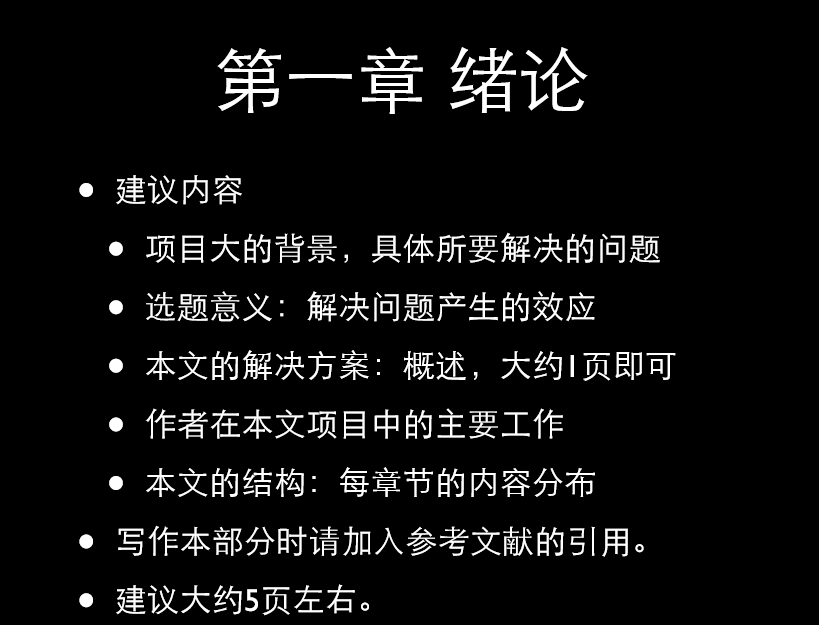 第一章 绪论
• 建议内容
• 项目大的背景，具体所要解决的问题
• 选题意义：解决问题产生的效应
• 本文的解决方案：概述，大约1页即可
• 作者在本文项目中的主要工作
• 本文的结构：每章节的内容分布
• 写作本部分时请加入参考文献的引用。
• 建议大约5页左右。